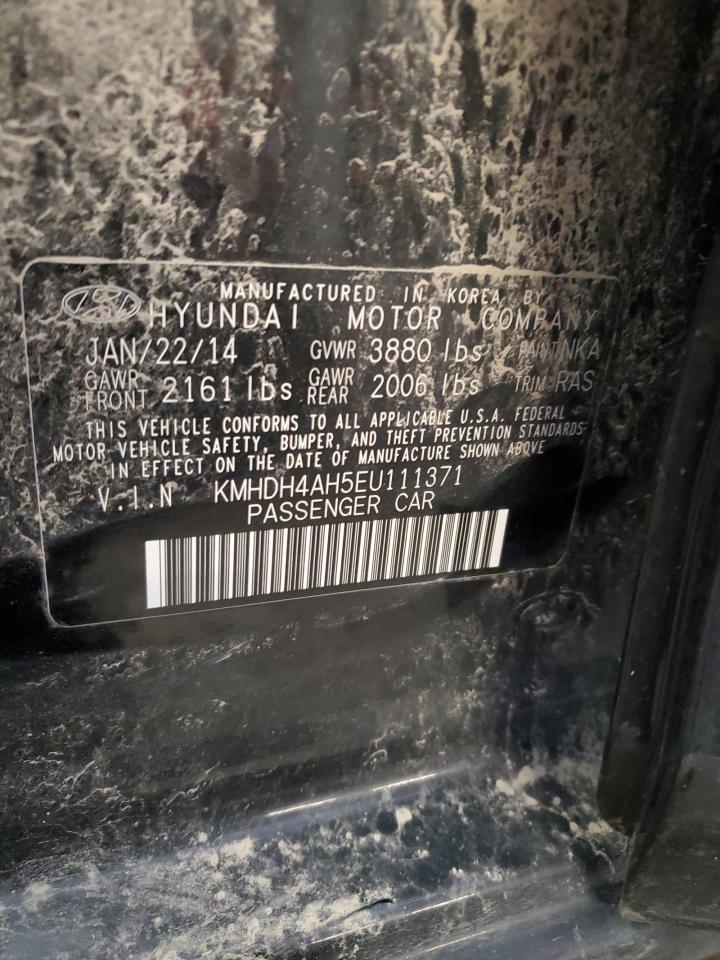 MANUFACTURED IN KOREA BY
HYUNDAI MOTOR COMPANY
JAN/22/14 GVWR 3880 lbs PAINT:NKA
GAWR FRONT 2161 lbs GAWR REAR 2006 lbs TRIM:RAS
THIS VEHICLE CONFORMS TO ALL APPLICABLE U.S.A. FEDERAL
MOTOR VEHICLE SAFETY, BUMPER, AND THEFT PREVENTION STANDARDS
IN EFFECT ON THE DATE OF MANUFACTURE SHOWN ABOVE
V.I.N KMHDH4AH5EU111371
PASSENGER CAR